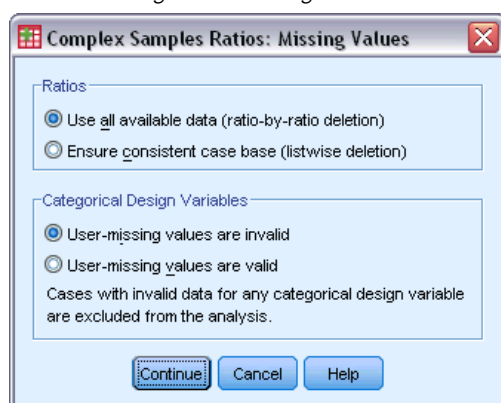 Complex Samples Ratios: Missing Values
Ratios
Use all available data (ratio-by-ratio deletion)
Ensure consistent case base (listwise deletion)
Categorical Design Variables
User-missing values are invalid
User-missing values are valid
Cases with invalid data for any categorical design variable
are excluded from the analysis.
Continue Cancel Help